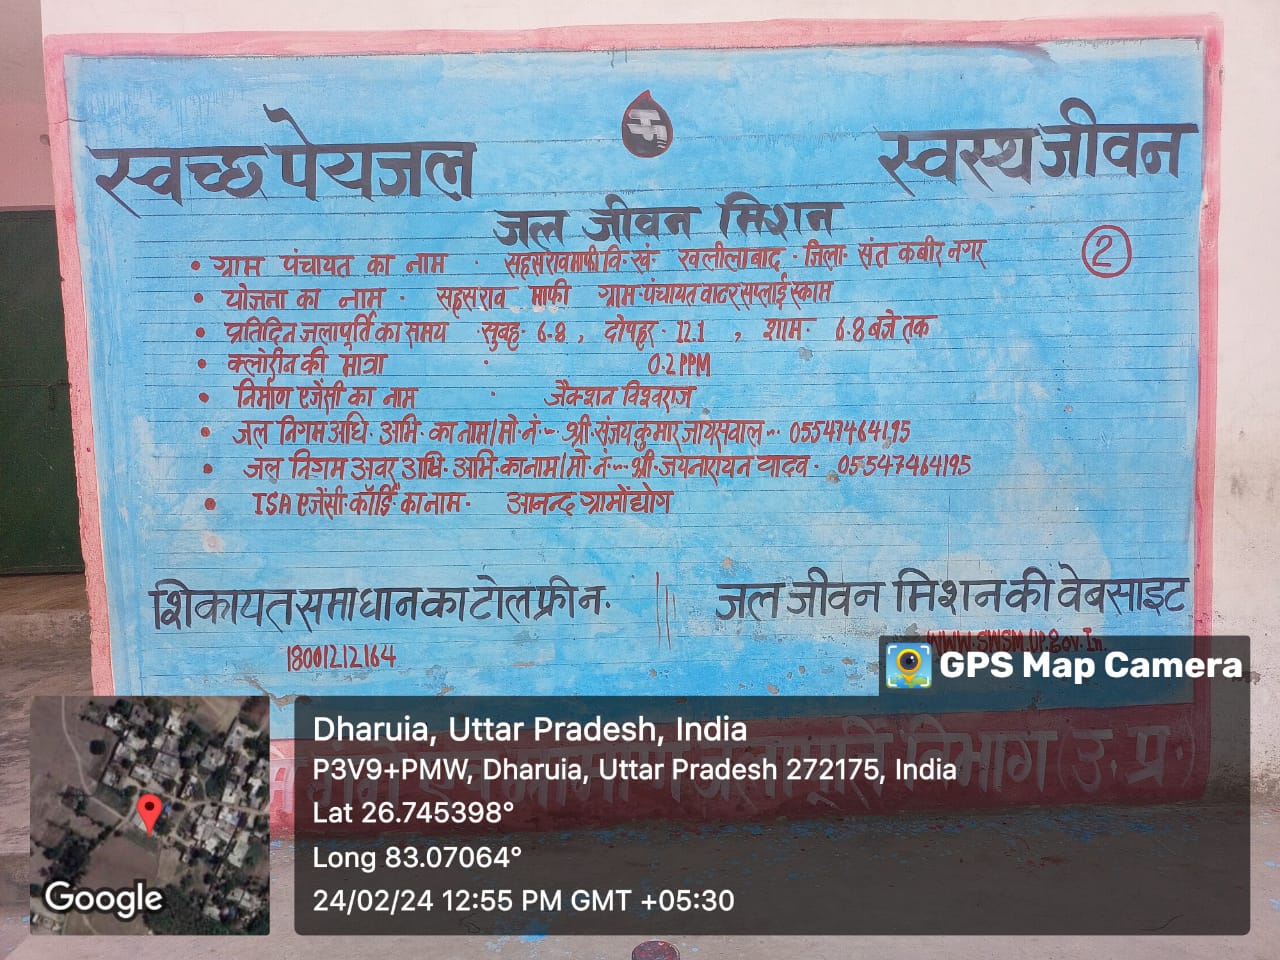 स्वच्छ पेयजल
स्वस्थ जीवन
जल जीवन मिशन
2
• ग्राम पंचायत का नाम · सहसरावमाफी वि·खं· खलीलाबाद · जिला· संत कबीर नगर
• योजना का नाम · सहसराव माफी ग्राम पंचायत वाटर सप्लाई स्काम
• प्रतिदिन जलापूर्ति का समय · सुबह 6-8 , दोपहर · 12.1 , शाम · 6.8 बजे तक
• क्लोरीन की मात्रा · 0.2 PPM
• निर्माण एजेंसी का नाम · जैक्शन विश्वराज
• जल निगम अधि· अभि· का नाम/मो·नं·-- श्री संजय कुमार जायसवाल --· 05547464195
• जल निगम अवर अधि· अभि·का नाम/मो·नं·-- श्री·जयनारायन यादव · 05547464195
• ISA एजेंसी·कॉर्डि·का नाम· आनन्द ग्रामोंद्योग
शिकायत समाधान का टोल फ्री न.
18001212164
जल जीवन मिशन की वेबसाइट
www.swsm.up.gov.In
ग्रामीण जलापूर्ति विभाग (उ. प्र.)
GPS Map Camera
Dharuia, Uttar Pradesh, India
P3V9+PMW, Dharuia, Uttar Pradesh 272175, India
Lat 26.745398°
Long 83.07064°
24/02/24 12:55 PM GMT +05:30
Google